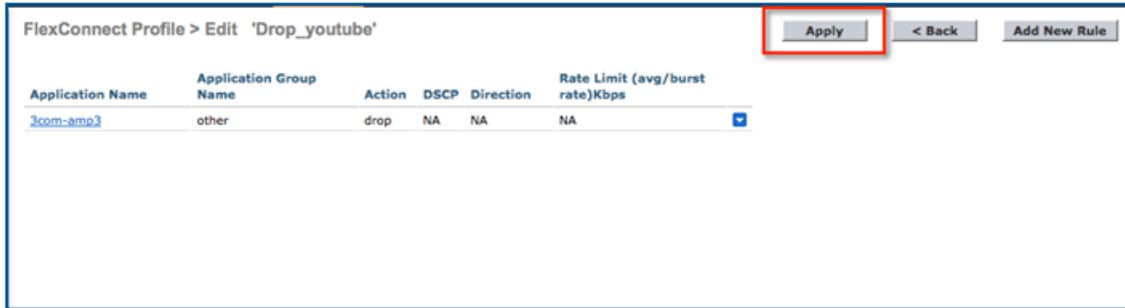 FlexConnect Profile > Edit 'Drop_youtube'
Apply
< Back
Add New Rule
Application Name Application Group Name Action DSCP Direction Rate Limit (avg/burst rate)Kbps
3com-amp3 other drop NA NA NA